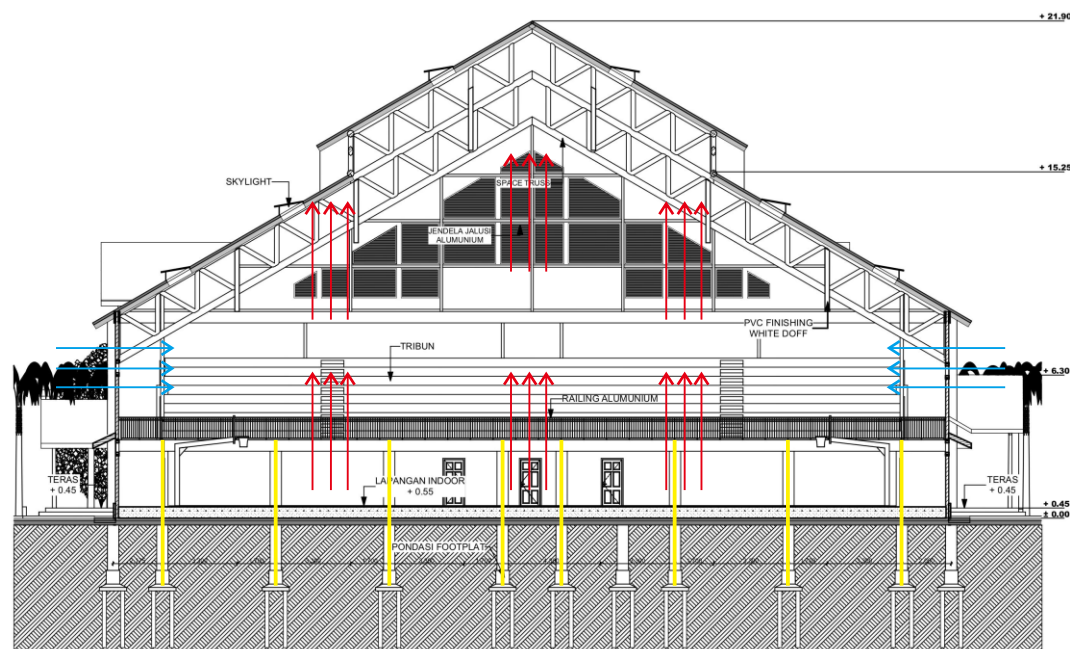 + 21.90
+ 15.25
SKYLIGHT
SPACE TRUSS
JENDELA JALUSI
ALUMUNIUM
PVC FINISHING
WHITE DOFF
TRIBUN
+ 6.30
RAILING ALUMUNIUM
TERAS
+ 0.45
LAPANGAN INDOOR
+ 0.55
TERAS
+ 0.45
+ 0.45
± 0.00
PONDASI FOOTPLAT